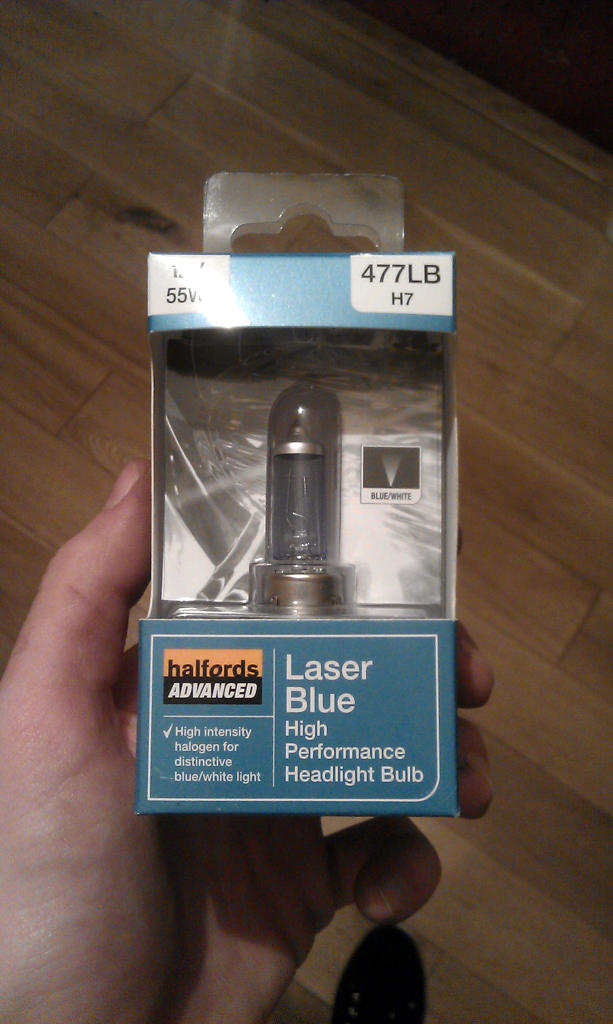 12V
55W
477LB
H7
BLUE/WHITE
halfords
ADVANCED
✓ High intensity
halogen for
distinctive
blue/white light
Laser
Blue
High
Performance
Headlight Bulb